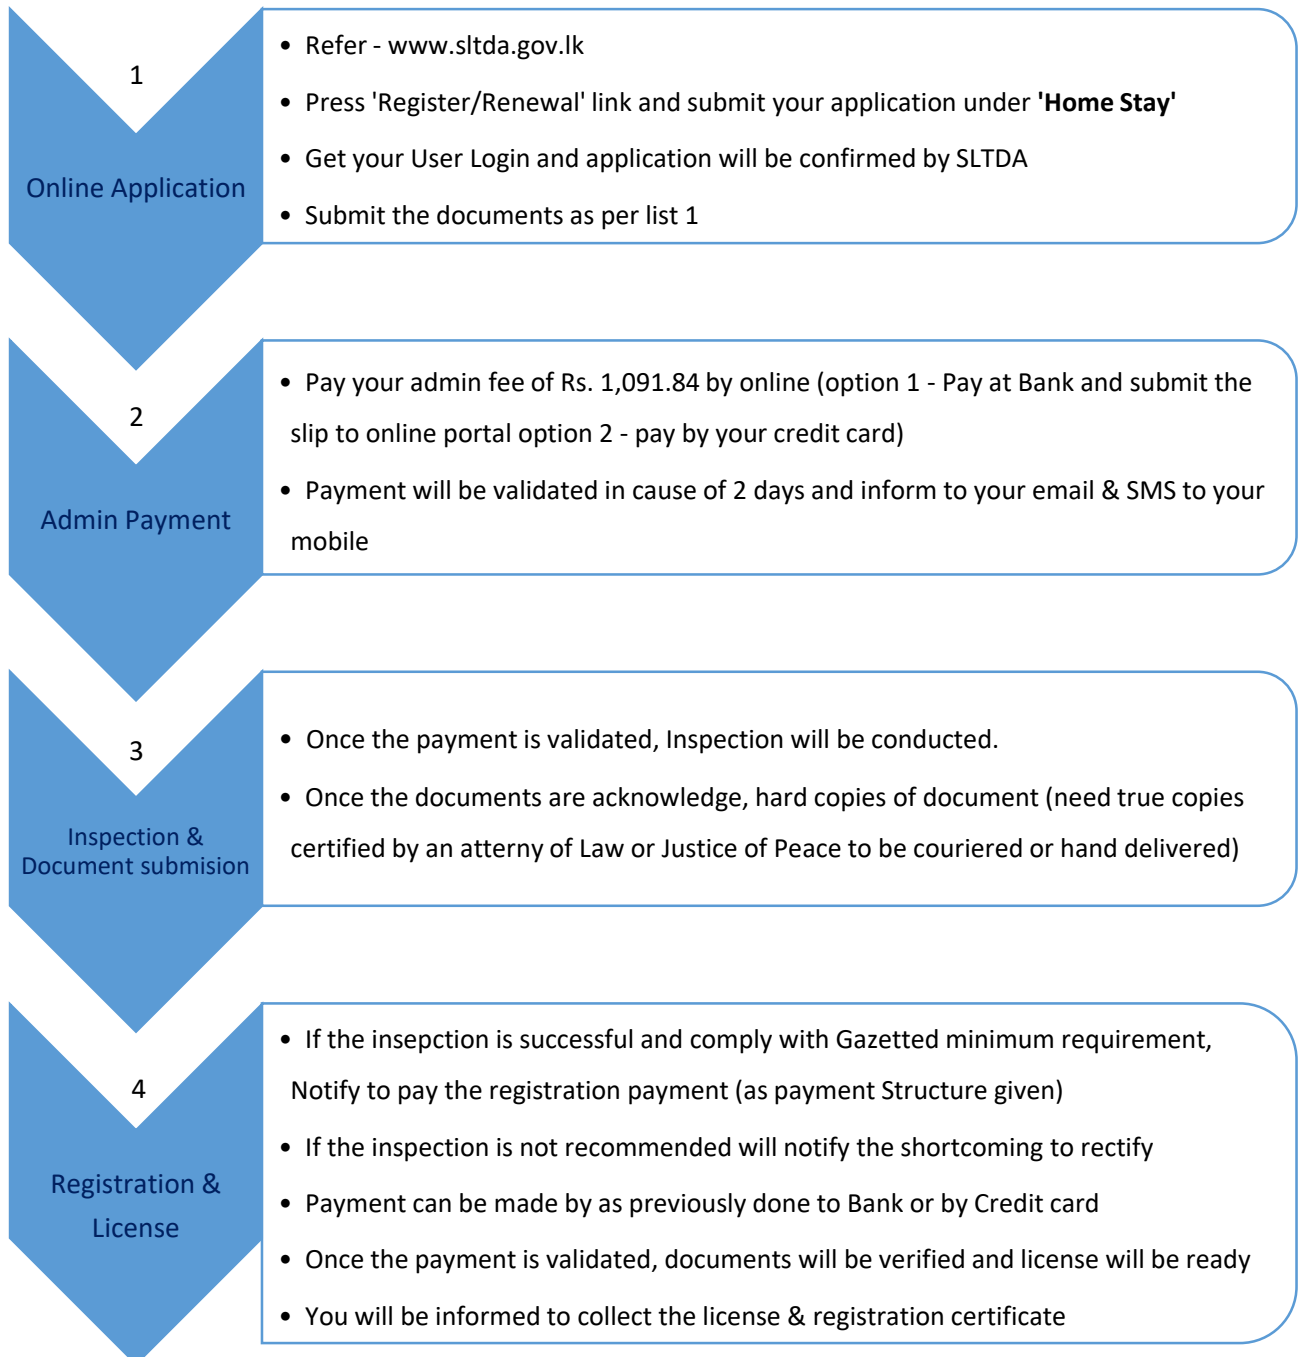 1
Online Application
• Refer - www.sltda.gov.lk
• Press 'Register/Renewal' link and submit your application under 'Home Stay'
• Get your User Login and application will be confirmed by SLTDA
• Submit the documents as per list 1
2
Admin Payment
• Pay your admin fee of Rs. 1,091.84 by online (option 1 - Pay at Bank and submit the
slip to online portal option 2 - pay by your credit card)
• Payment will be validated in cause of 2 days and inform to your email & SMS to your
mobile
3
Inspection &
Document submision
• Once the payment is validated, Inspection will be conducted.
• Once the documents are acknowledge, hard copies of document (need true copies
certified by an atterny of Law or Justice of Peace to be couriered or hand delivered)
4
Registration &
License
• If the insepction is successful and comply with Gazetted minimum requirement,
Notify to pay the registration payment (as payment Structure given)
• If the inspection is not recommended will notify the shortcoming to rectify
• Payment can be made by as previously done to Bank or by Credit card
• Once the payment is validated, documents will be verified and license will be ready
• You will be informed to collect the license & registration certificate